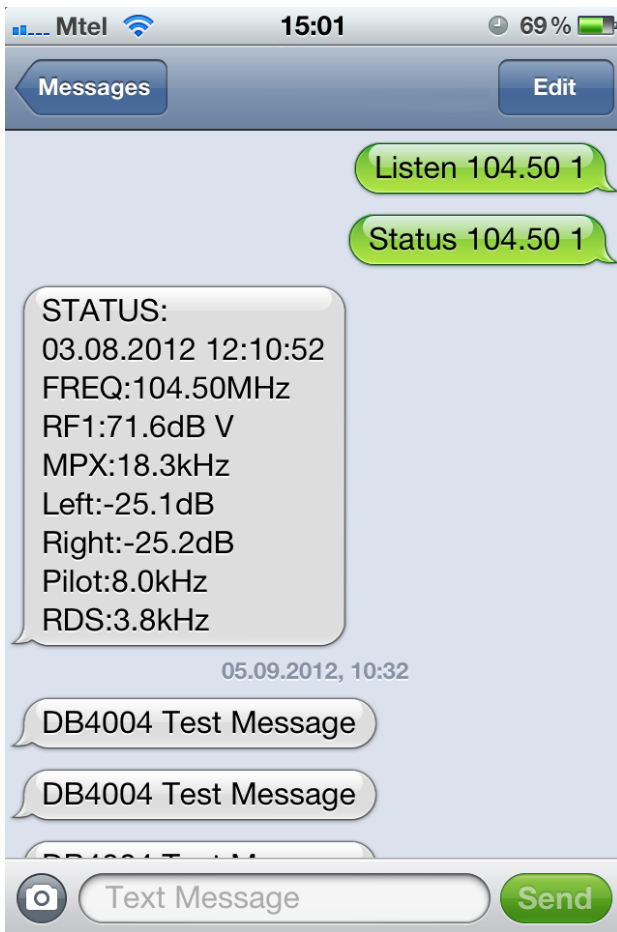 Mtel 15:01 69%
Messages Edit
Listen 104.50 1
Status 104.50 1
STATUS:
03.08.2012 12:10:52
FREQ:104.50MHz
RF1:71.6dB V
MPX:18.3kHz
Left:-25.1dB
Right:-25.2dB
Pilot:8.0kHz
RDS:3.8kHz
05.09.2012, 10:32
DB4004 Test Message
DB4004 Test Message
Text Message Send